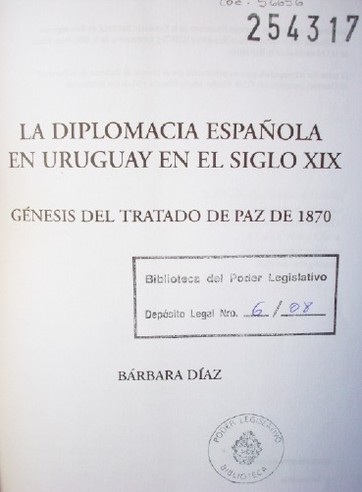 Cod. 56656
254317
LA DIPLOMACIA ESPAÑOLA
EN URUGUAY EN EL SIGLO XIX
GÉNESIS DEL TRATADO DE PAZ DE 1870
Biblioteca del Poder Legislativo
Depósito Legal Nro. 6/08
BÁRBARA DÍAZ
PODER LEGISLATIVO
BIBLIOTECA